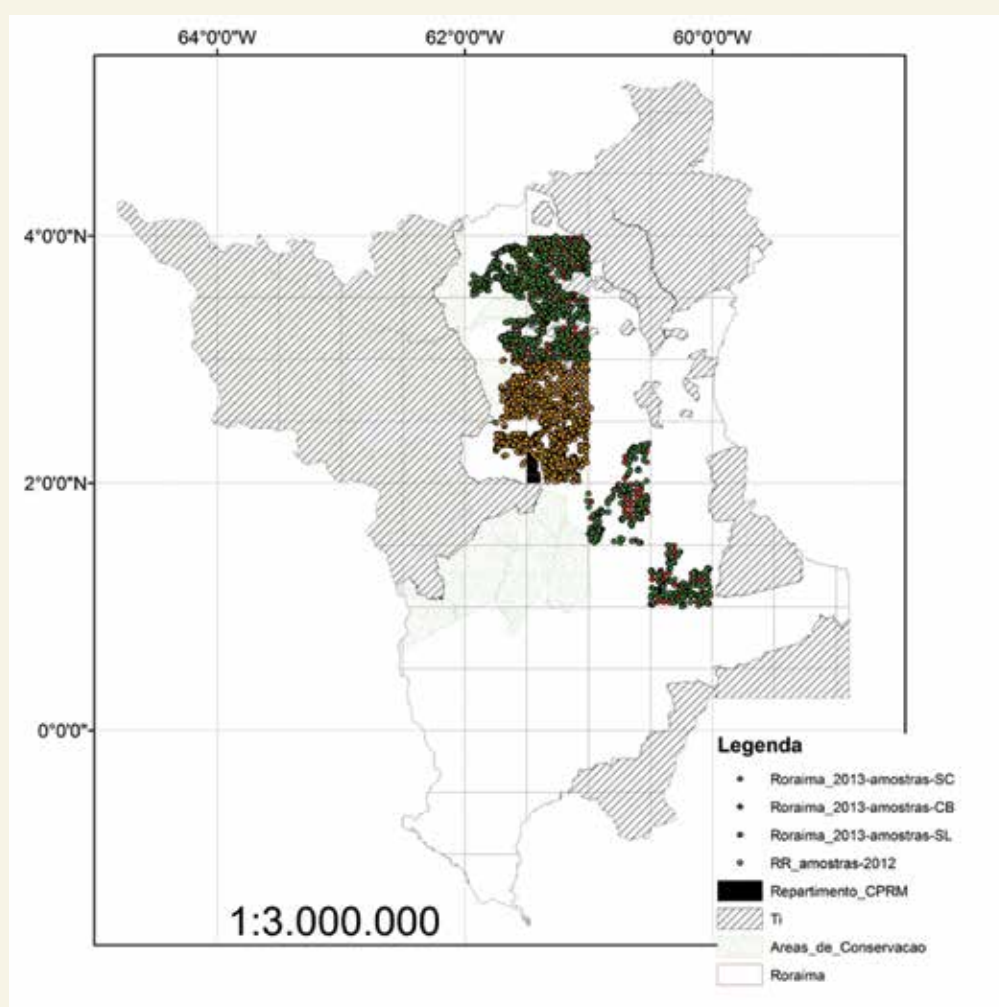 64°0'0"W 62°0'0"W 60°0'0"W
4°0'0"N
2°0'0"N
0°0'0"
Legenda
Roraima_2013-amostras-SC
Roraima_2013-amostras-CB
Roraima_2013-amostras-SL
RR_amostras-2012
Repartimento_CPRM
Ti
Areas_de_Conservacao
Roraima
1:3.000.000